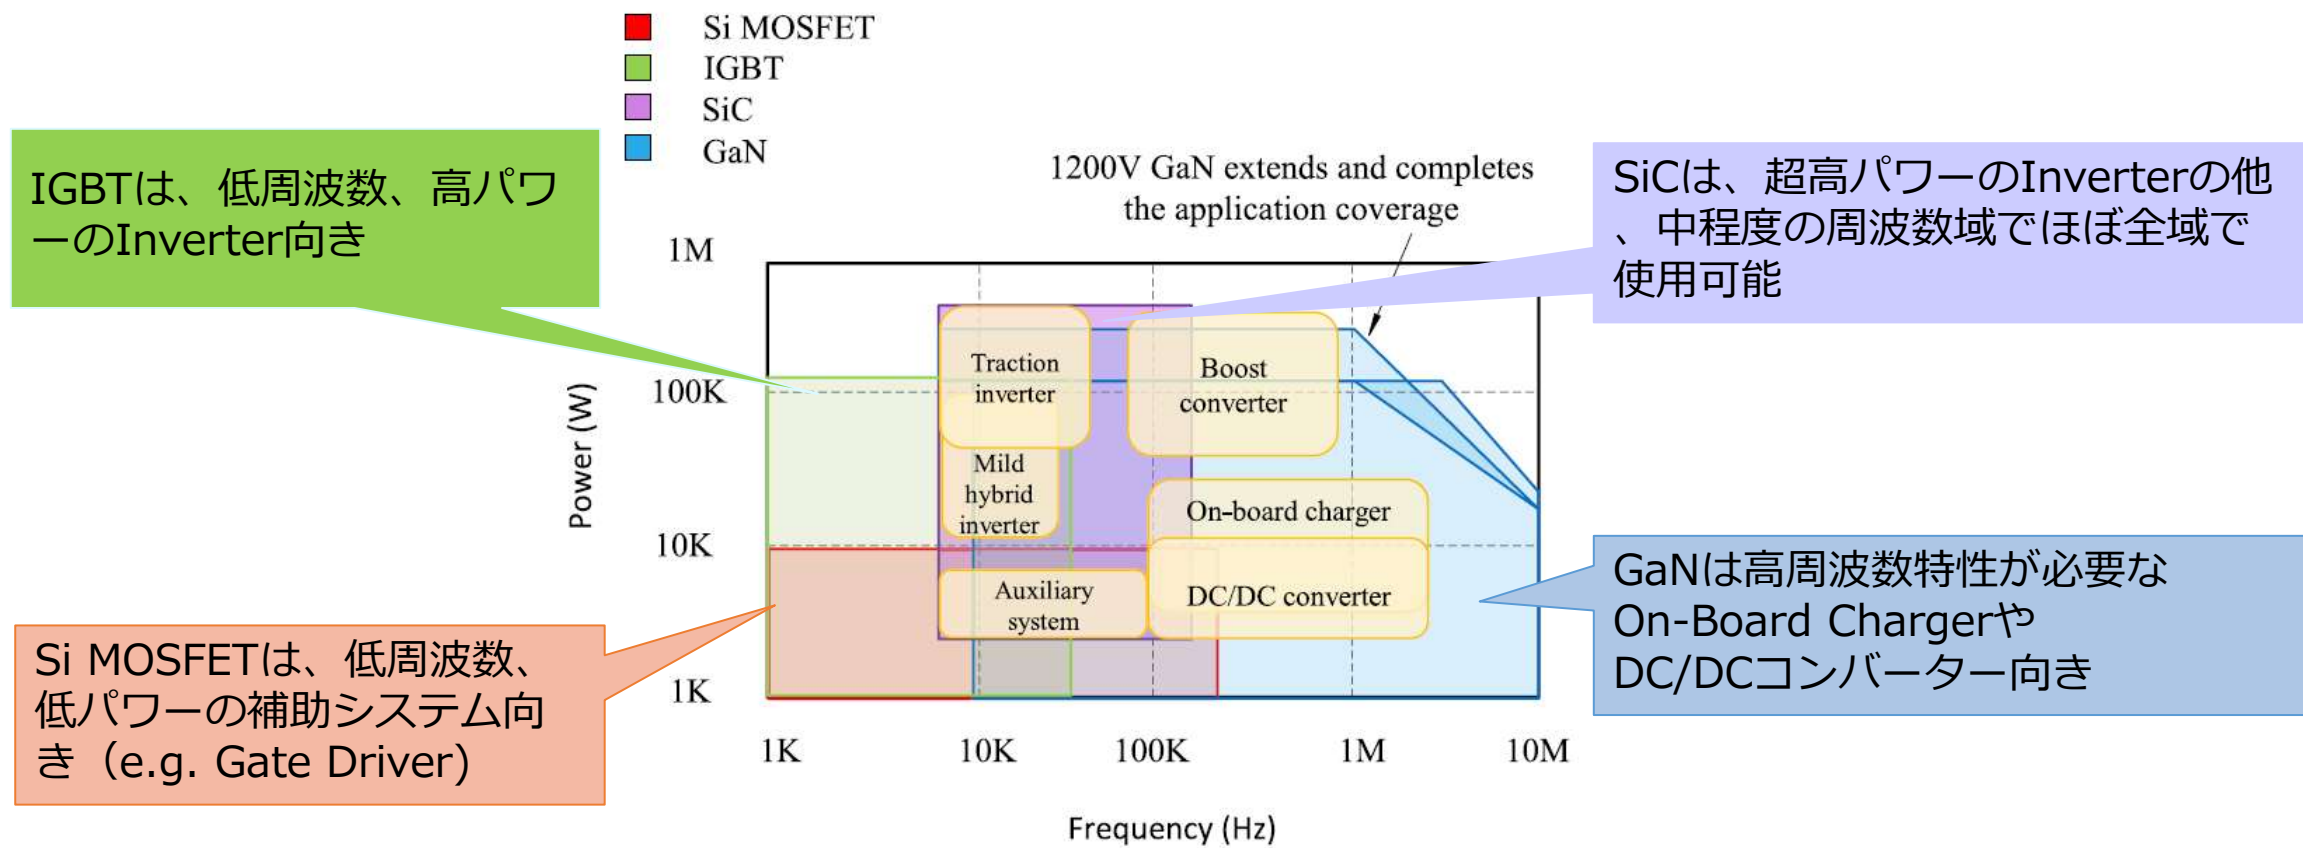 Si MOSFET
IGBT
SiC
GaN
IGBTは、低周波数、高パワ
ーのInverter向き
1200V GaN extends and completes
the application coverage
SiCは、超高パワーのInverterの他
、中程度の周波数域でほぼ全域で
使用可能
1M
100K
10K
1K
Power (W)
Traction
inverter
Boost
converter
Mild
hybrid
inverter
On-board charger
Auxiliary
system
DC/DC converter
GaNは高周波数特性が必要な
On-Board Chargerや
DC/DCコンバーター向き
Si MOSFETは、低周波数、
低パワーの補助システム向
き（e.g. Gate Driver)
1K
10K
100K
1M
10M
Frequency (Hz)